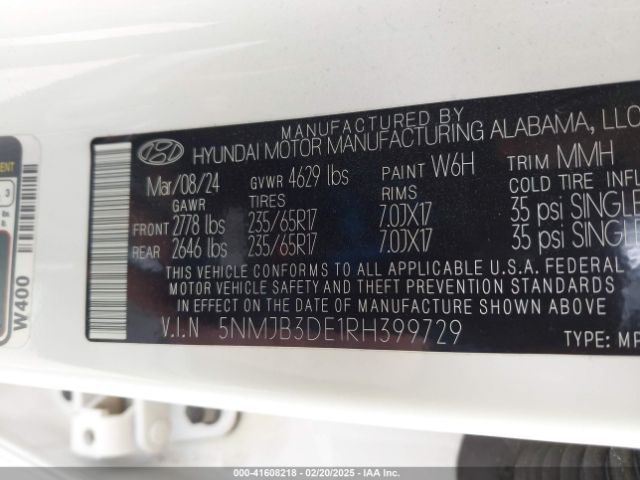 MANUFACTURED BY
HYUNDAI MOTOR MANUFACTURING ALABAMA, LLC
Mar/08/24 GVWR 4629 lbs PAINT W6H TRIM MMH
GAWR TIRES RIMS COLD TIRE INFL
FRONT 2778 lbs 235/65R17 7.0JX17 35 psi SINGLE
REAR 2646 lbs 235/65R17 7.0JX17 35 psi SINGLE
THIS VEHICLE CONFORMS TO ALL APPLICABLE U.S.A. FEDERAL
MOTOR VEHICLE SAFETY AND THEFT PREVENTION STANDARDS
IN EFFECT ON THE DATE OF MANUFACTURE SHOWN ABOVE
V.I.N 5NMJB3DE1RH399729
TYPE: MP
W400
3
000-41608218 - 02/20/2025 - IAA Inc.